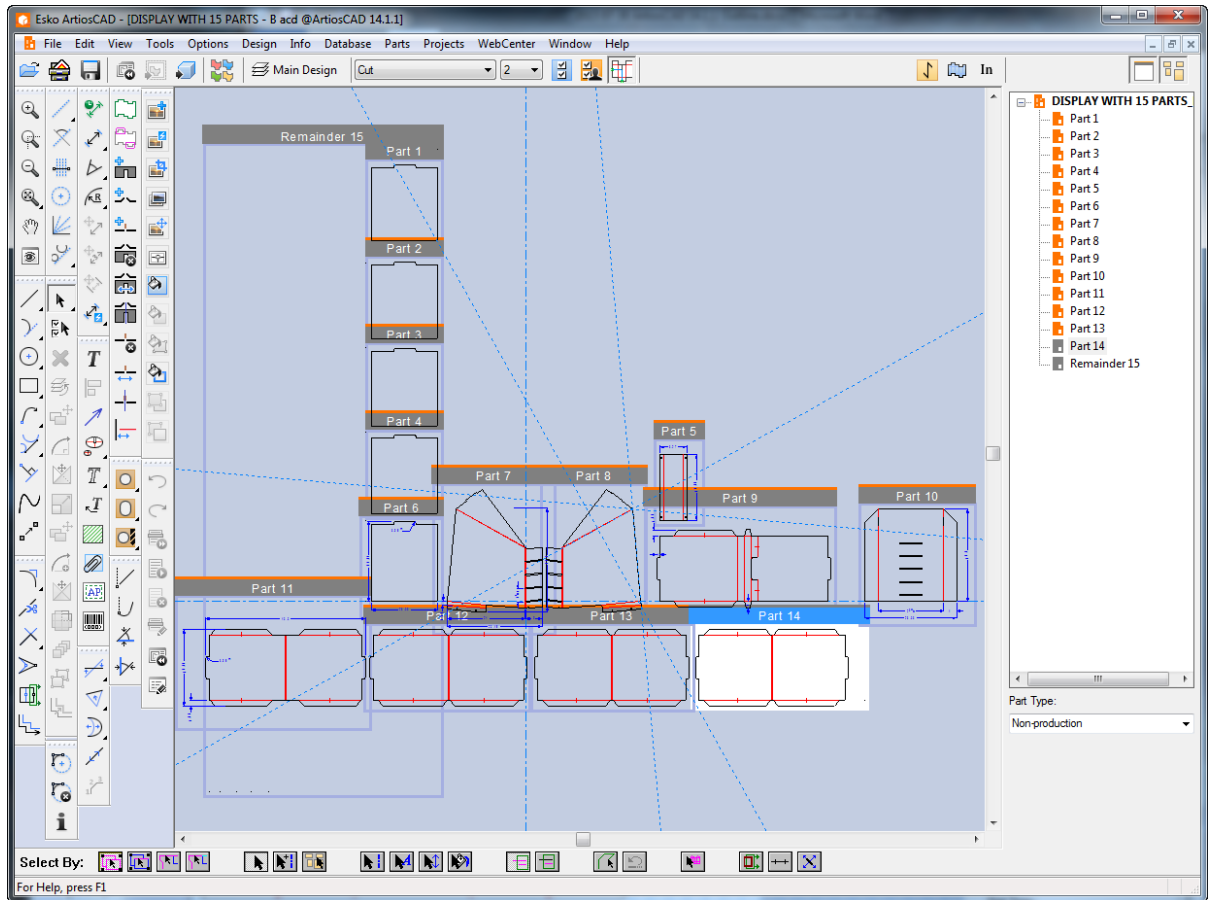 Esko ArtiosCAD - [DISPLAY WITH 15 PARTS - B acd @ArtiosCAD 14.1.1]
File Edit View Tools Options Design Info Database Parts Projects WebCenter Window Help
Main Design Cut 2 In
Remainder 15
Part 1
Part 2
Part 3
Part 4
Part 5
Part 7 Part 8
Part 6
Part 9
Part 10
Part 11
Part 12
Part 13
Part 14
DISPLAY WITH 15 PARTS_
Part 1
Part 2
Part 3
Part 4
Part 5
Part 6
Part 7
Part 8
Part 9
Part 10
Part 11
Part 12
Part 13
Part 14
Remainder 15
Part Type:
Non-production
Select By:
For Help, press F1